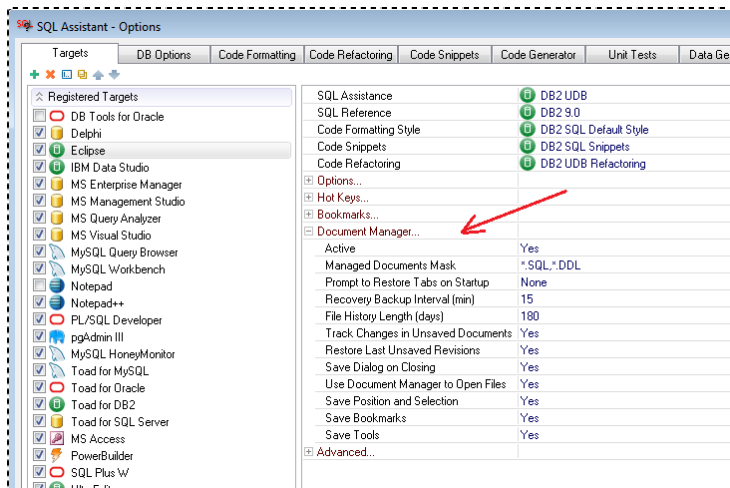 SQL Assistant - Options
Targets DB Options Code Formatting Code Refactoring Code Snippets Code Generator Unit Tests Data Ge
Registered Targets
DB Tools for Oracle
Delphi
Eclipse
IBM Data Studio
MS Enterprise Manager
MS Management Studio
MS Query Analyzer
MS Visual Studio
MySQL Query Browser
MySQL Workbench
Notepad
Notepad++
PL/SQL Developer
pgAdmin III
MySQL HoneyMonitor
Toad for MySQL
Toad for Oracle
Toad for DB2
Toad for SQL Server
MS Access
PowerBuilder
SQL Plus W
SQL Assistance DB2 UDB
SQL Reference DB2 9.0
Code Formatting Style DB2 SQL Default Style
Code Snippets DB2 SQL Snippets
Code Refactoring DB2 UDB Refactoring
Options...
Hot Keys...
Bookmarks...
Document Manager...
Active Yes
Managed Documents Mask *.SQL,*.DDL
Prompt to Restore Tabs on Startup None
Recovery Backup Interval (min) 15
File History Length (days) 180
Track Changes in Unsaved Documents Yes
Restore Last Unsaved Revisions Yes
Save Dialog on Closing Yes
Use Document Manager to Open Files Yes
Save Position and Selection Yes
Save Bookmarks Yes
Save Tools Yes
Advanced...